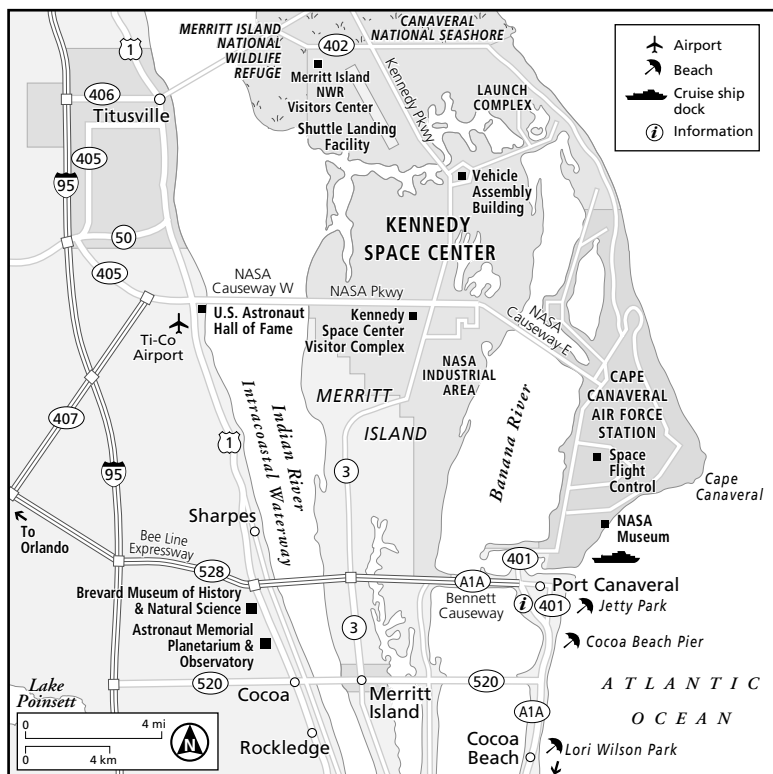 MERRITT ISLAND
NATIONAL
WILDLIFE
REFUGE
CANAVERAL
NATIONAL SEASHORE
1
402
Merritt Island
NWR
Visitors Center
Kennedy Pkwy
LAUNCH
COMPLEX
Airport
Beach
Cruise ship
dock
i Information
406
Titusville
Shuttle Landing
Facility
405
95
Vehicle
Assembly
Building
50
KENNEDY
SPACE CENTER
405
NASA
Causeway W
NASA Pkwy
U.S. Astronaut
Hall of Fame
Kennedy
Space Center
Visitor Complex
NASA
Causeway E
Ti-Co
Airport
NASA
INDUSTRIAL
AREA
CAPE
CANAVERAL
AIR FORCE
STATION
MERRITT
ISLAND
407
1
Indian River
Intracoastal Waterway
Banana River
95
3
Space
Flight
Control
Cape
Canaveral
To
Orlando
Sharpes
NASA
Museum
Bee Line
Expressway
528
401
A1A
Port Canaveral
Bennett
Causeway
i
401
Jetty Park
Brevard Museum of History
& Natural Science
Astronaut Memorial
Planetarium &
Observatory
3
Cocoa Beach Pier
Lake
Poinsett
520
Cocoa
Merritt
Island
520
ATLANTIC
OCEAN
A1A
0 4 mi
0 4 km
N
Rockledge
Cocoa
Beach
Lori Wilson Park